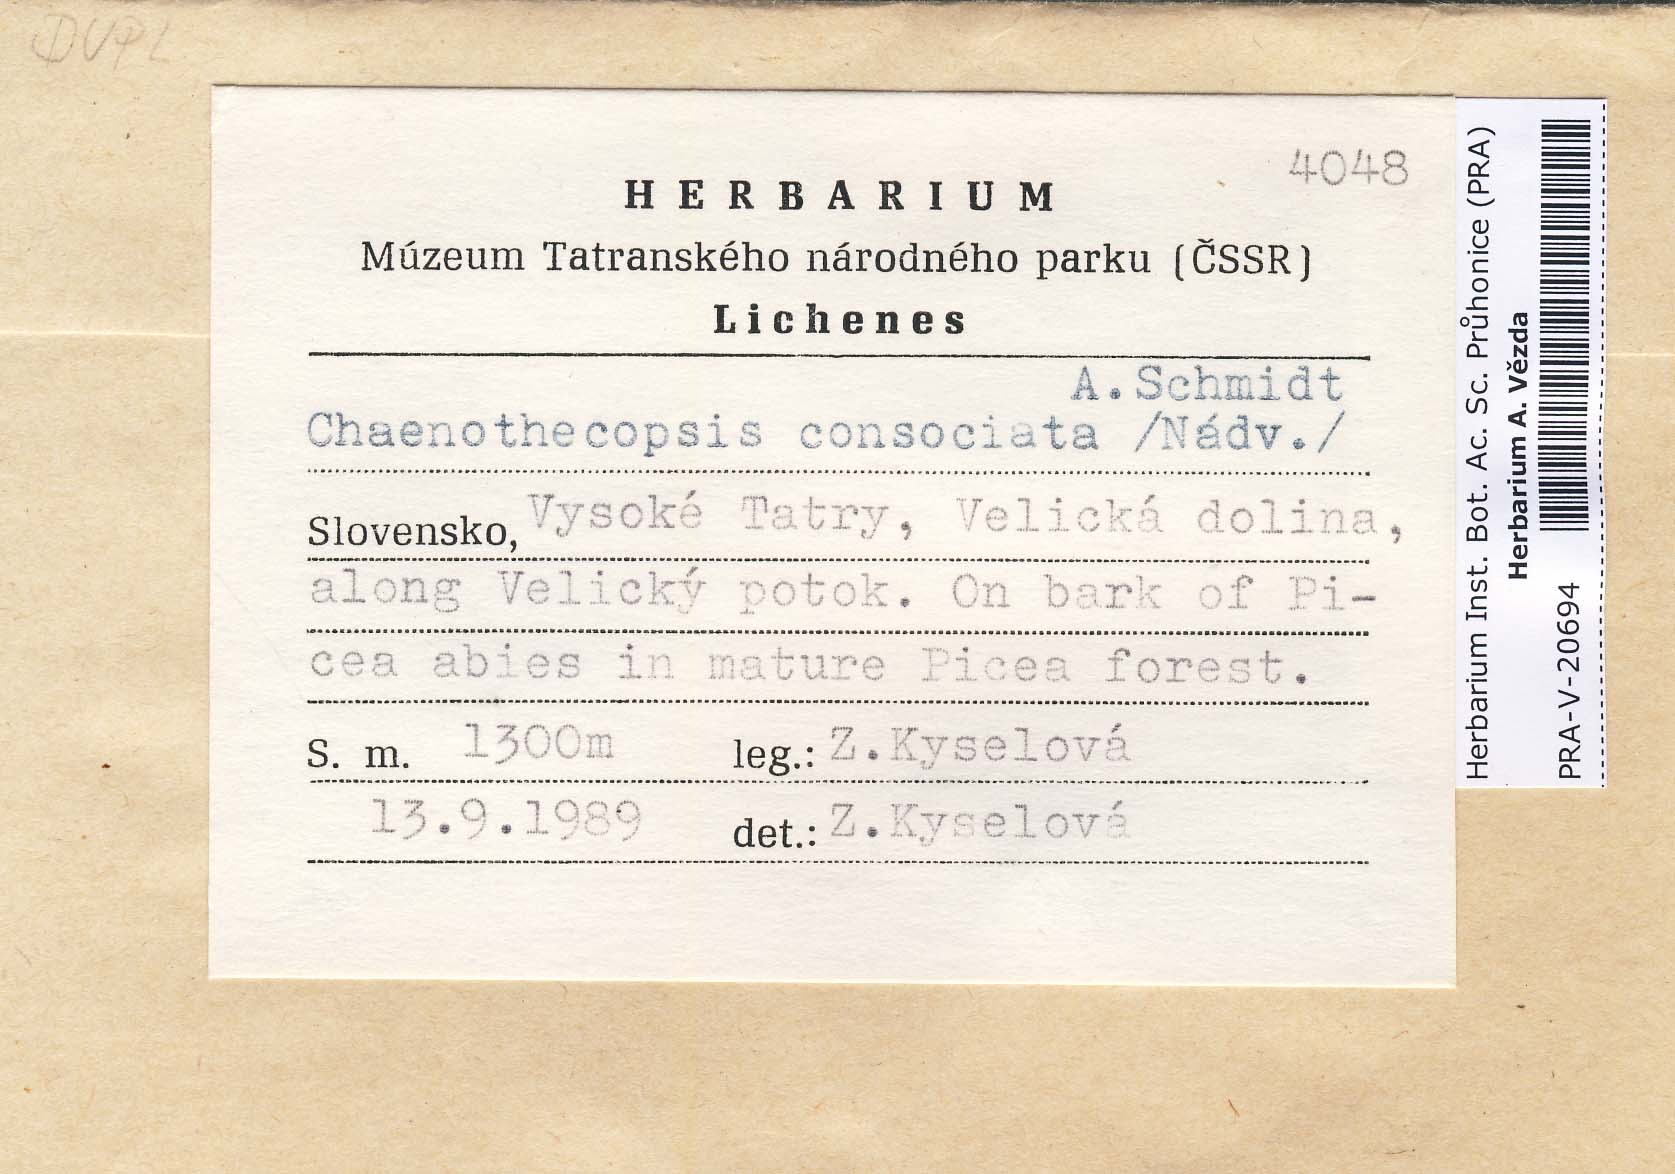 DUPL
4048
HERBARIUM
Múzeum Tatranského národného parku (ČSSR)
Lichenes
A.Schmidt
Chaenothecopsis consociata /Nádv./
Slovensko, Vysoké Tatry, Velická dolina,
along Velický potok. On bark of Pi-
cea abies in mature Picea forest.
S. m. 1300m leg.: Z.Kyselová
13.9.1989 det.: Z.Kyselová
Herbarium Inst. Bot. Ac. Sc. Průhonice (PRA)
Herbarium A. Vězda
PRA-V-20694